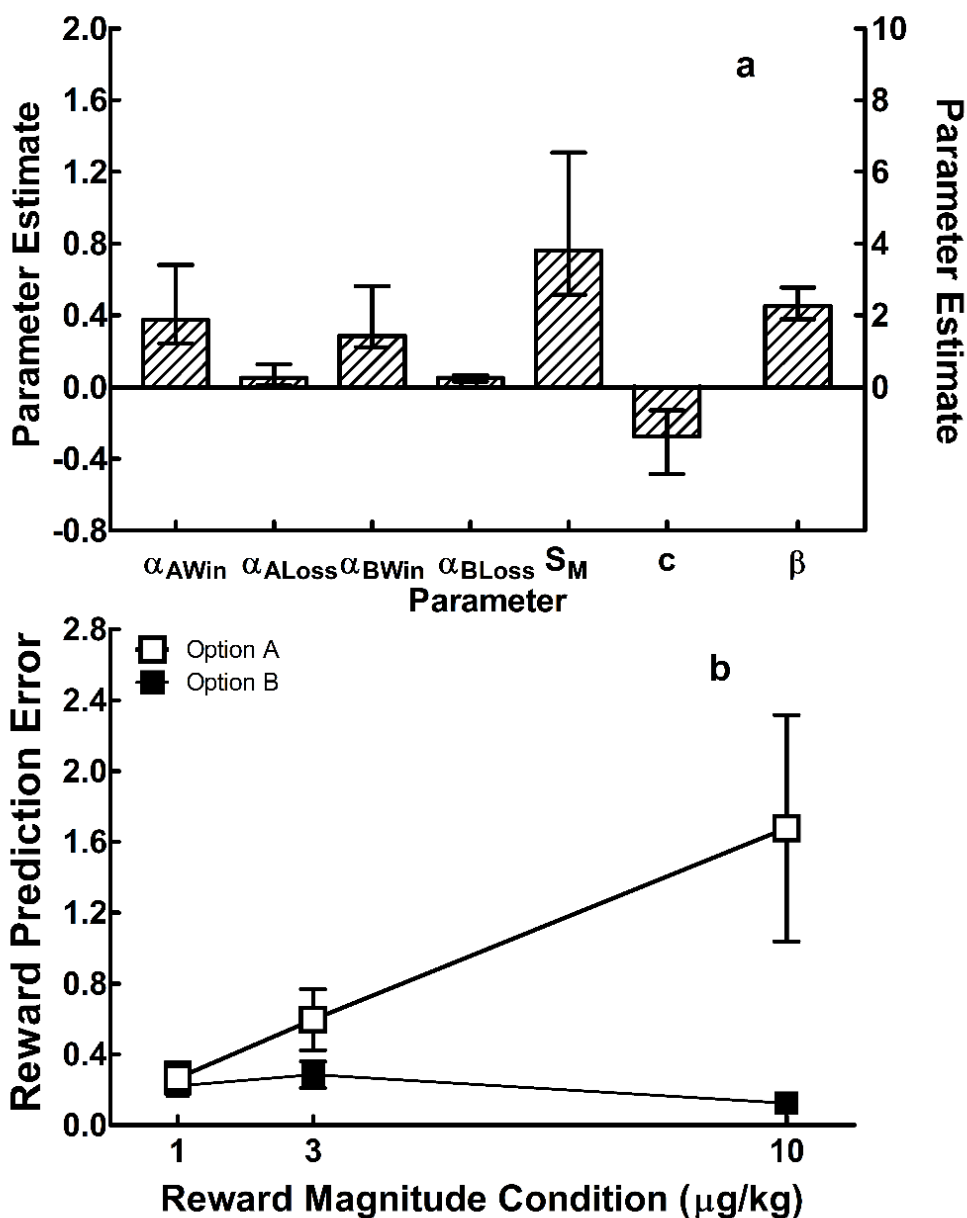 2.0
1.6
1.2
0.8
0.4
0.0
-0.4
-0.8
Parameter Estimate
a
10
8
6
4
2
0
Parameter Estimate
αAWin αALoss αBWin αBLoss SM c β
Parameter
2.8
2.4
2.0
1.6
1.2
0.8
0.4
0.0
Reward Prediction Error
Option A
Option B
b
1 3 10
Reward Magnitude Condition (μg/kg)